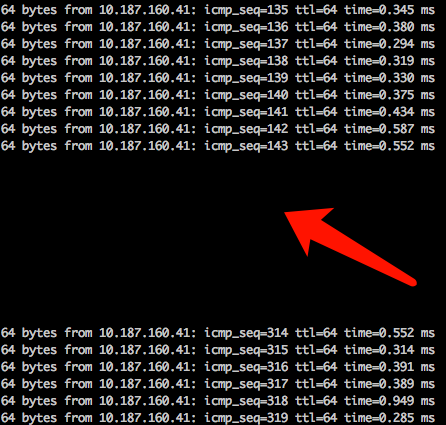 64 bytes from 10.187.160.41: icmp_seq=135 ttl=64 time=0.345 ms
64 bytes from 10.187.160.41: icmp_seq=136 ttl=64 time=0.380 ms
64 bytes from 10.187.160.41: icmp_seq=137 ttl=64 time=0.294 ms
64 bytes from 10.187.160.41: icmp_seq=138 ttl=64 time=0.319 ms
64 bytes from 10.187.160.41: icmp_seq=139 ttl=64 time=0.330 ms
64 bytes from 10.187.160.41: icmp_seq=140 ttl=64 time=0.375 ms
64 bytes from 10.187.160.41: icmp_seq=141 ttl=64 time=0.434 ms
64 bytes from 10.187.160.41: icmp_seq=142 ttl=64 time=0.587 ms
64 bytes from 10.187.160.41: icmp_seq=143 ttl=64 time=0.552 ms
64 bytes from 10.187.160.41: icmp_seq=314 ttl=64 time=0.552 ms
64 bytes from 10.187.160.41: icmp_seq=315 ttl=64 time=0.314 ms
64 bytes from 10.187.160.41: icmp_seq=316 ttl=64 time=0.391 ms
64 bytes from 10.187.160.41: icmp_seq=317 ttl=64 time=0.389 ms
64 bytes from 10.187.160.41: icmp_seq=318 ttl=64 time=0.949 ms
64 bytes from 10.187.160.41: icmp_seq=319 ttl=64 time=0.285 ms